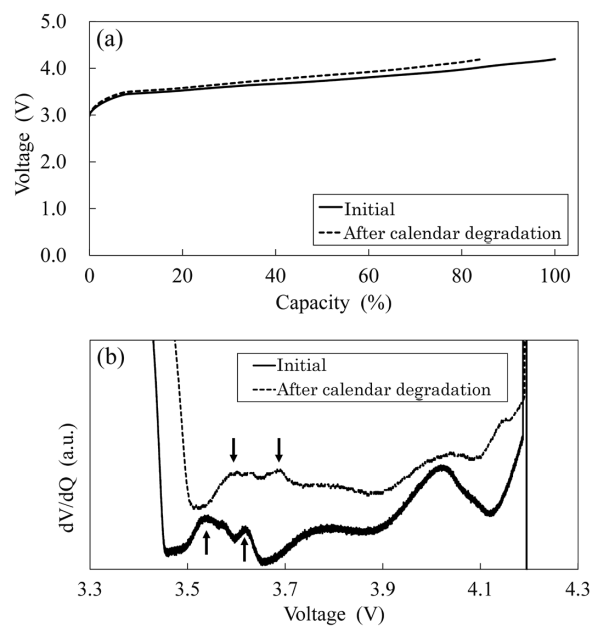 (a)
5.0
4.0
3.0
2.0
1.0
0.0
Voltage (V)
Initial
After calendar degradation
0 20 40 60 80 100
Capacity (%)
(b)
Initial
After calendar degradation
dV/dQ (a.u.)
3.3 3.5 3.7 3.9 4.1 4.3
Voltage (V)